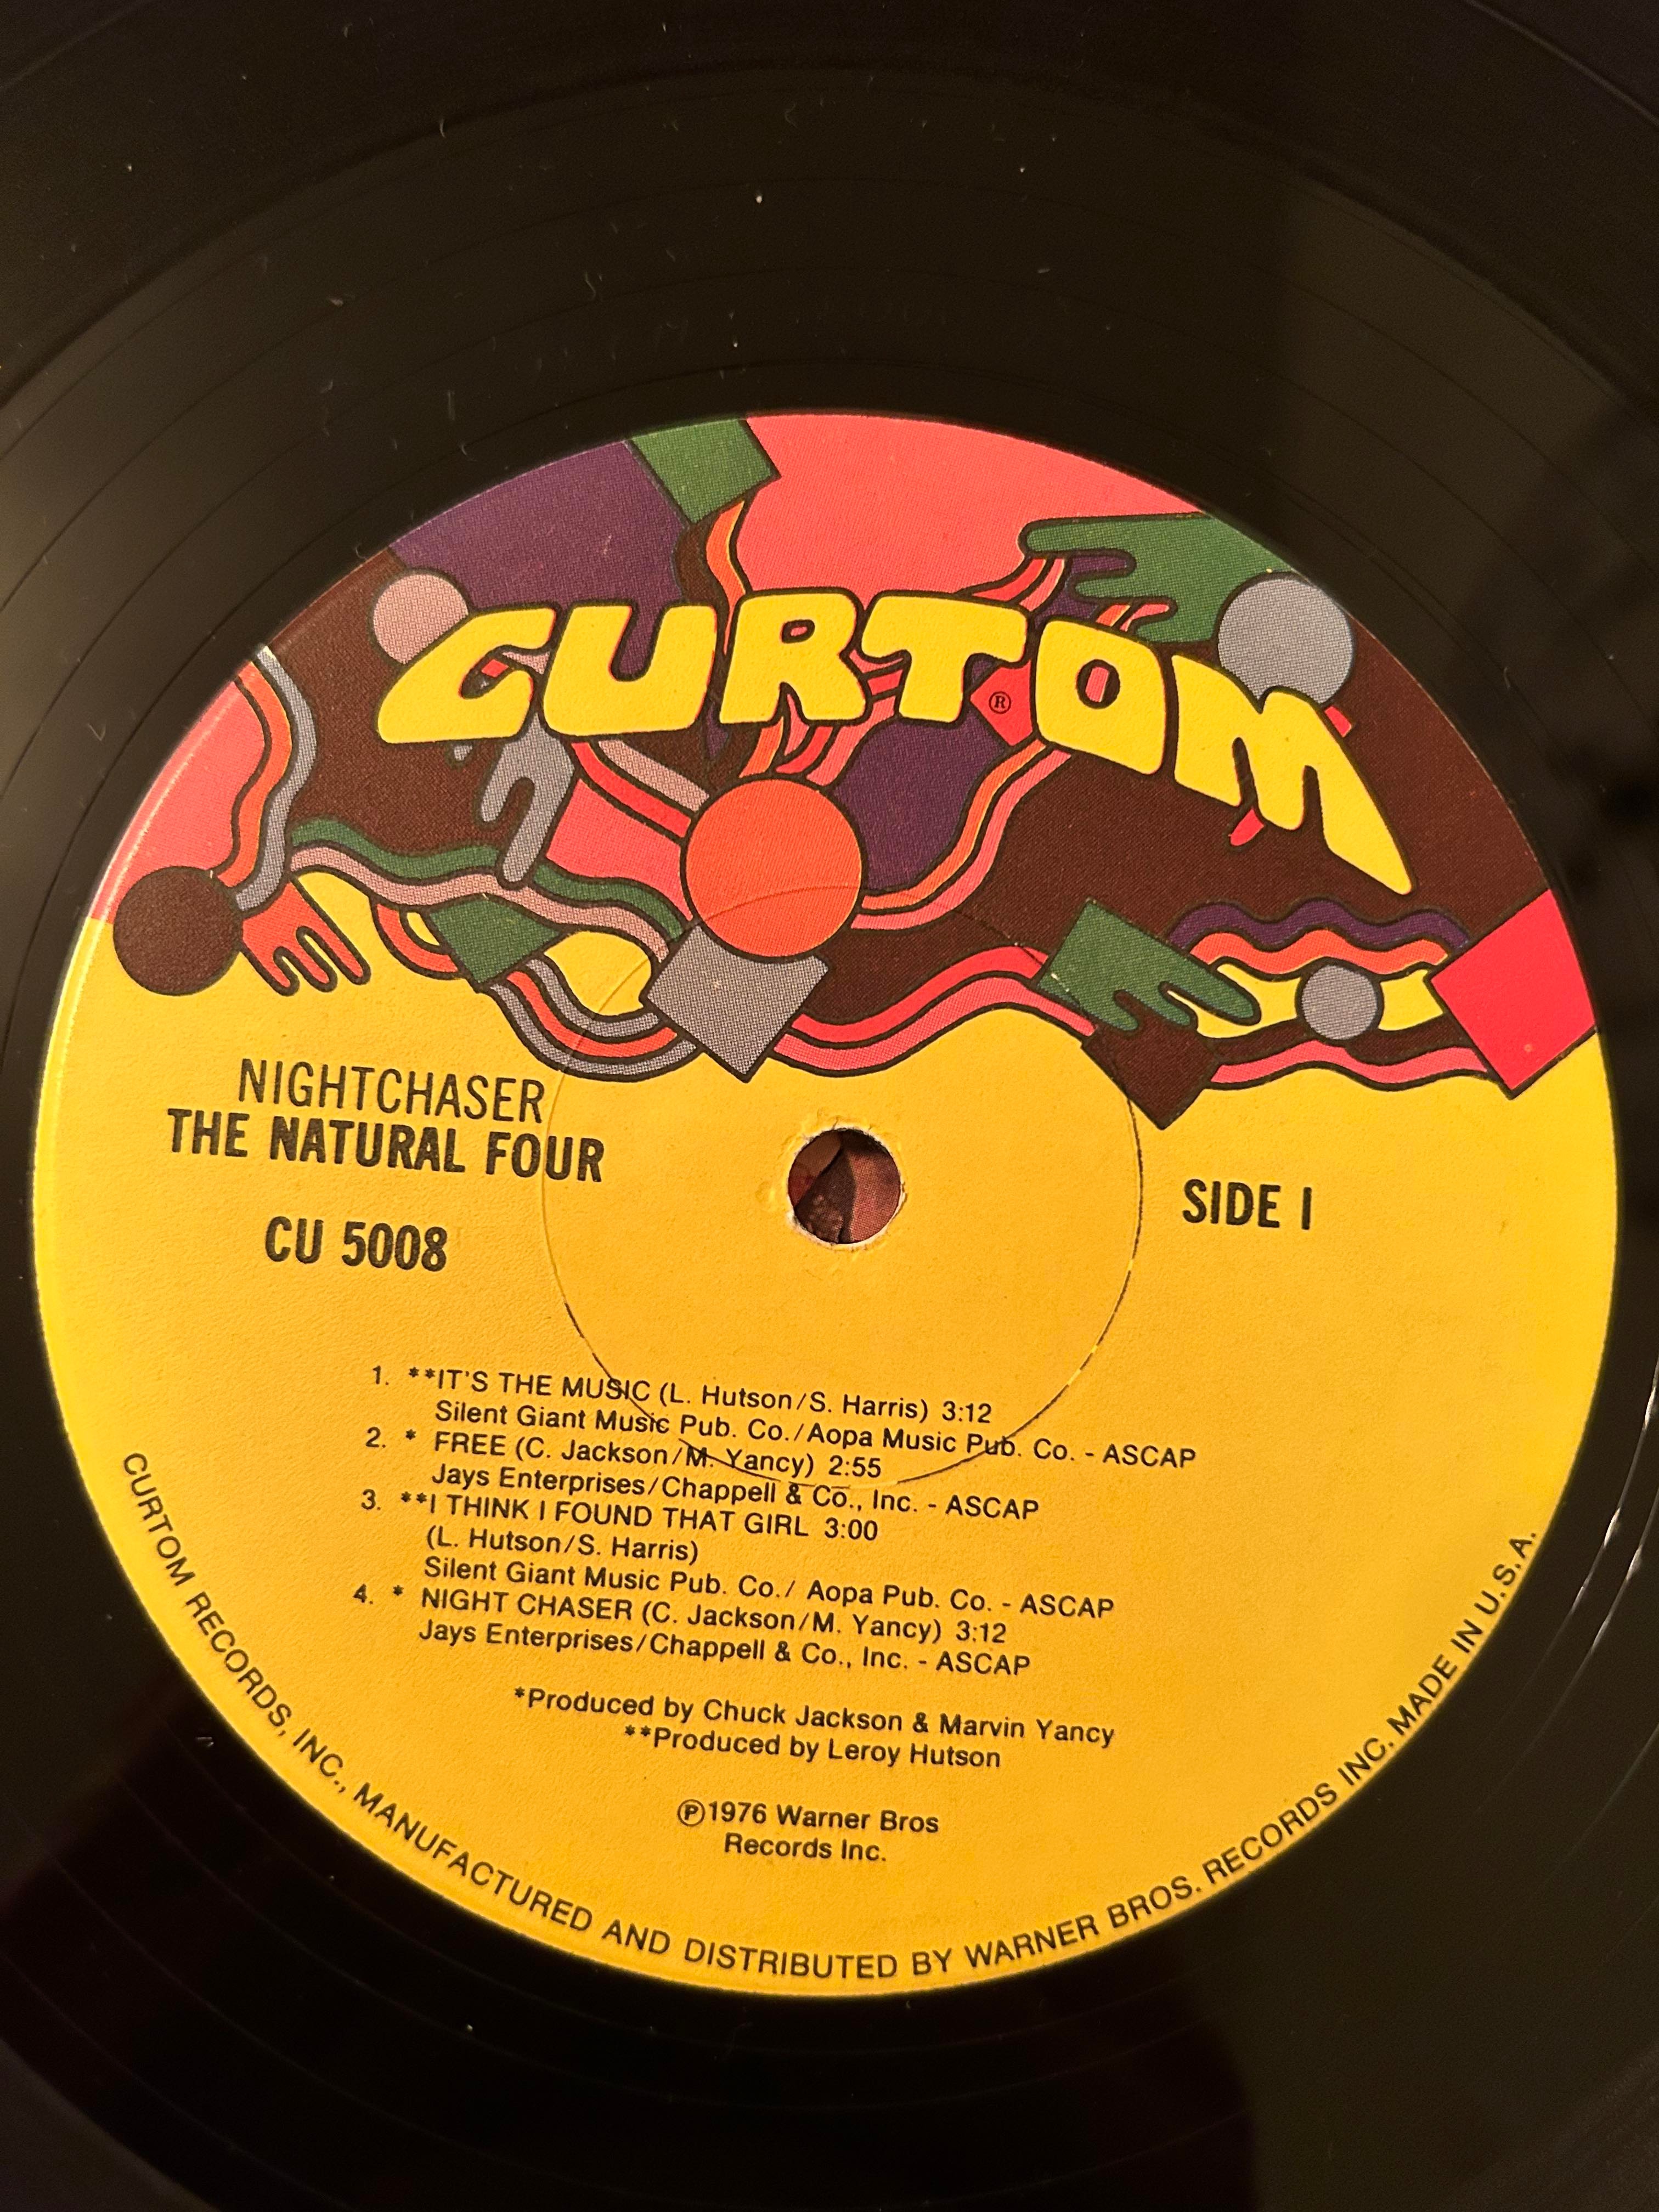 CURTOM
®
NIGHTCHASER
THE NATURAL FOUR
CU 5008
SIDE I
1. **IT'S THE MUSIC (L. Hutson/S. Harris) 3:12
Silent Giant Music Pub. Co./Aopa Music Pub. Co. - ASCAP
2. * FREE (C. Jackson/M. Yancy) 2:55
Jays Enterprises/Chappell & Co., Inc. - ASCAP
3. **I THINK I FOUND THAT GIRL 3:00
(L. Hutson/S. Harris)
Silent Giant Music Pub. Co./ Aopa Pub. Co. - ASCAP
4. * NIGHT CHASER (C. Jackson/M. Yancy) 3:12
Jays Enterprises/Chappell & Co., Inc. - ASCAP
*Produced by Chuck Jackson & Marvin Yancy
**Produced by Leroy Hutson
℗1976 Warner Bros
Records Inc.
CURTOM RECORDS, INC., MANUFACTURED AND DISTRIBUTED BY WARNER BROS. RECORDS INC. MADE IN U.S.A.